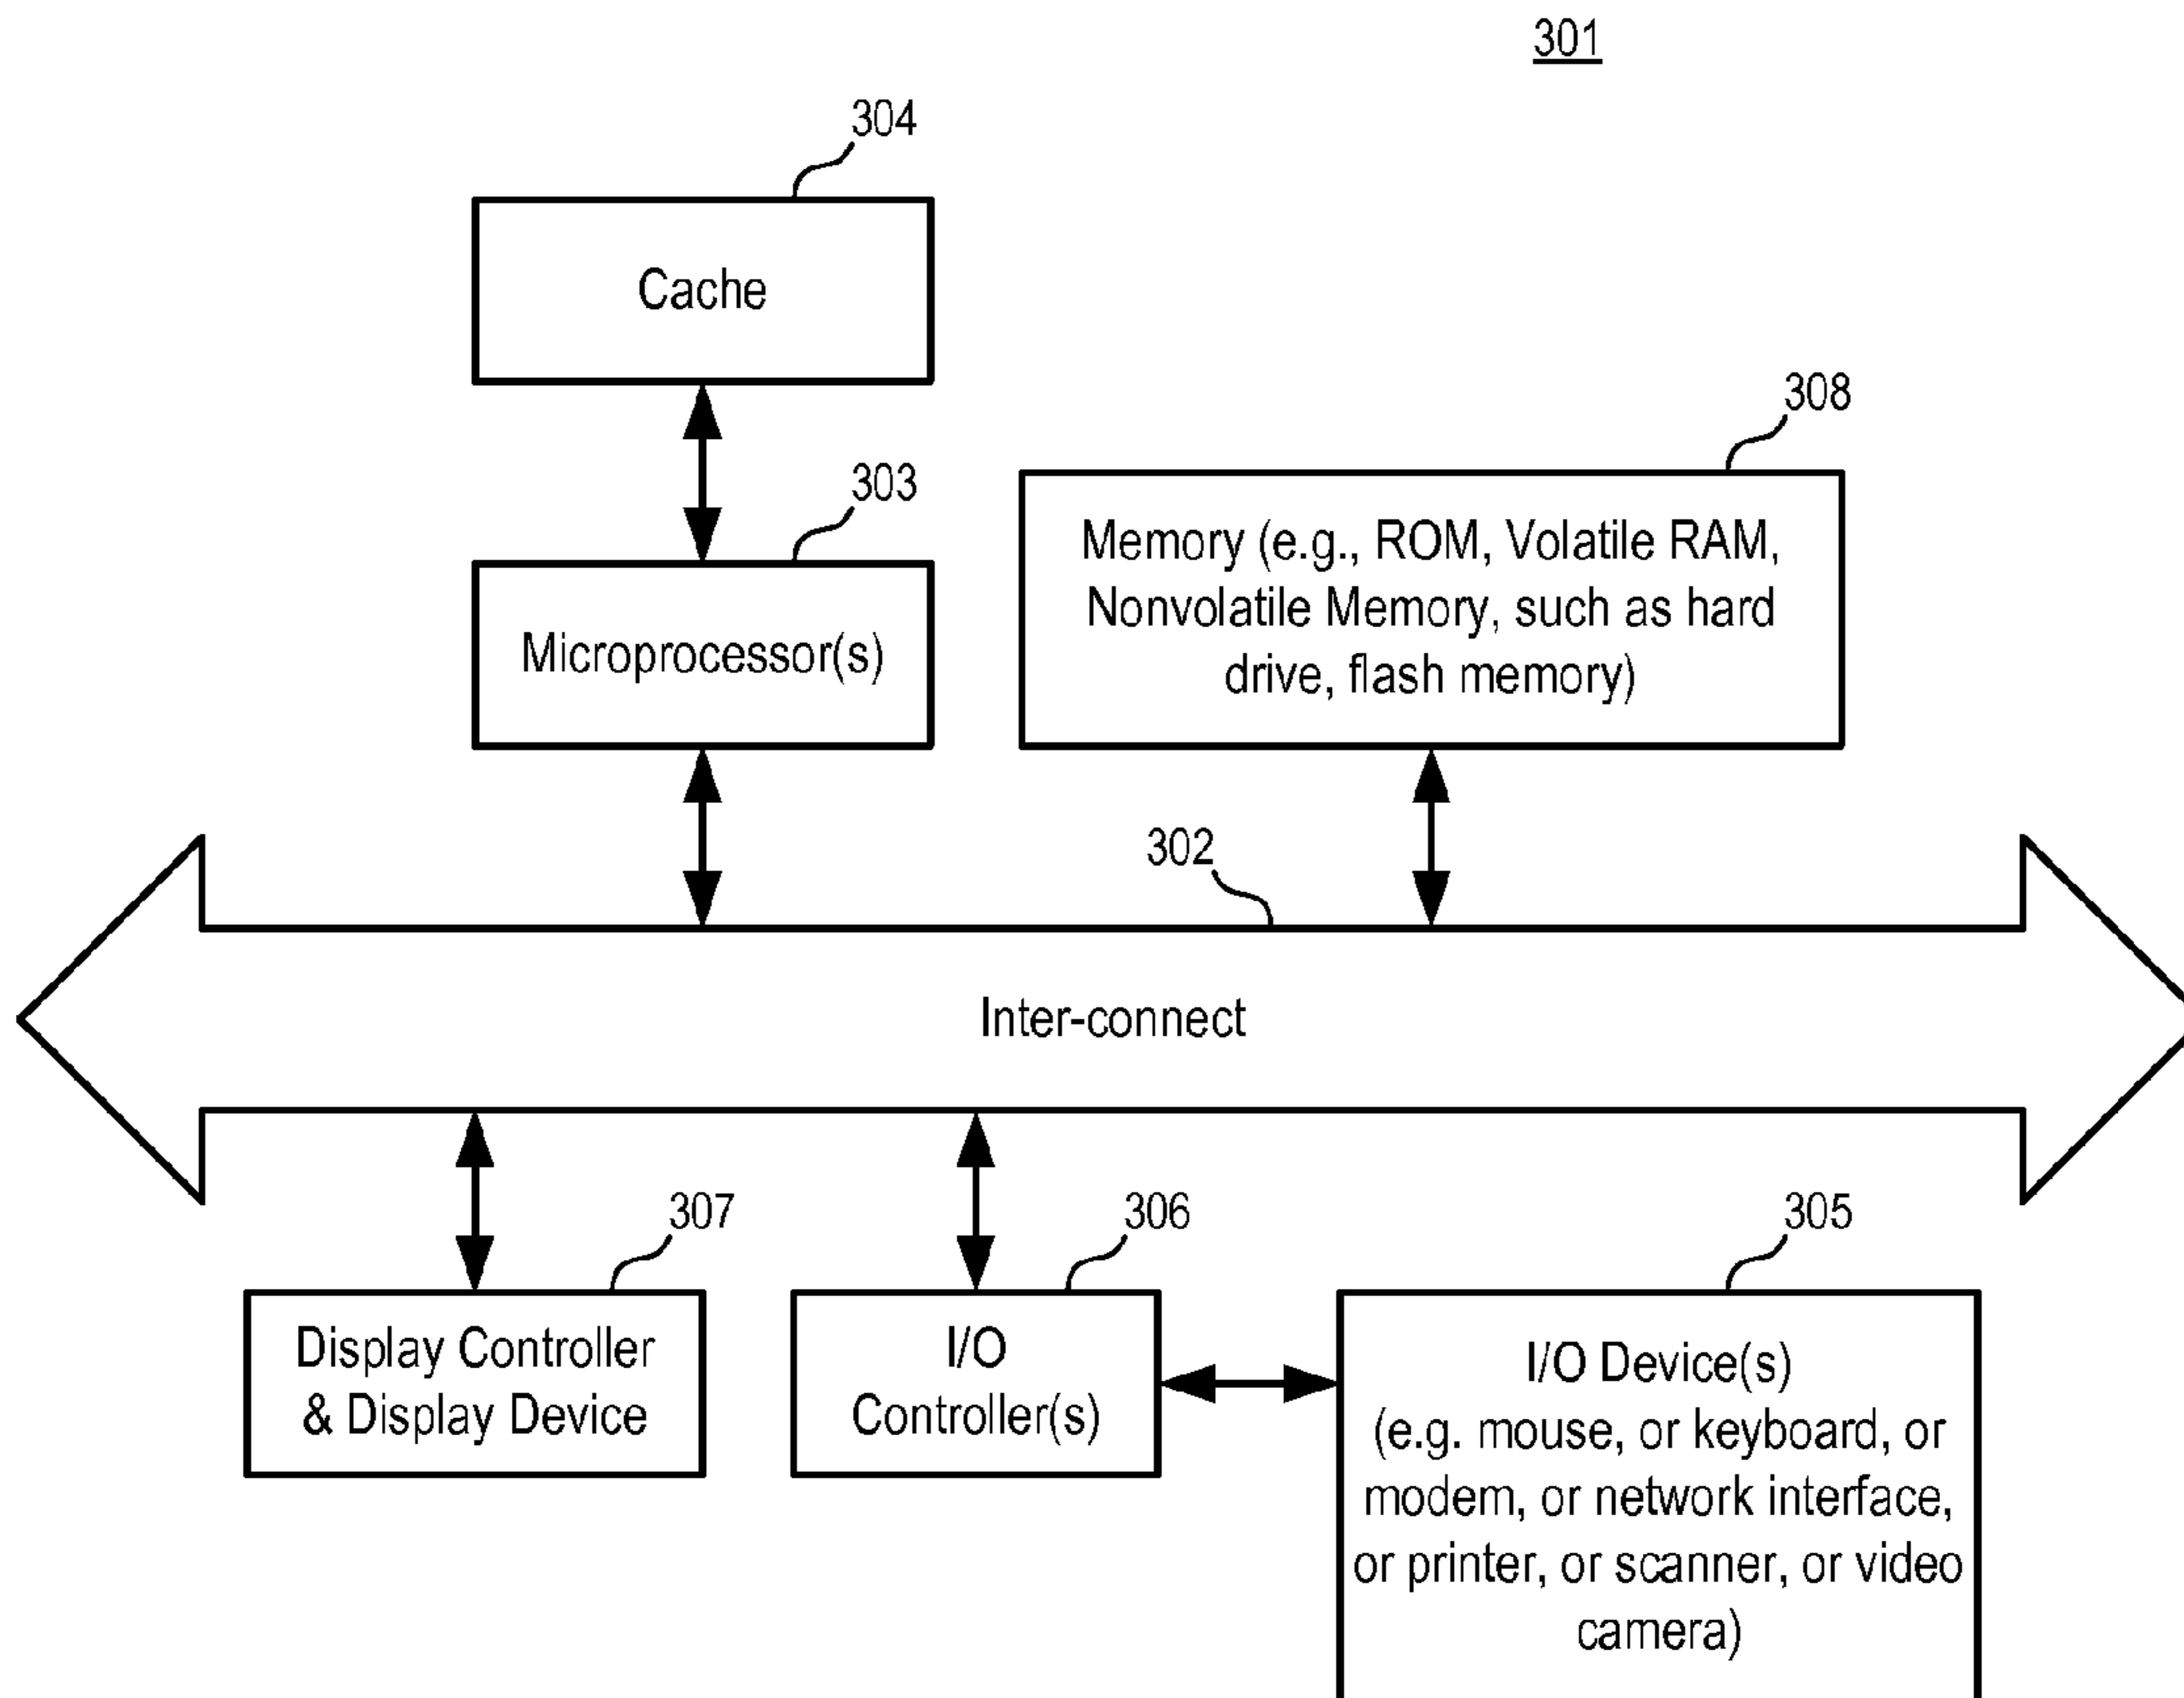 301
304
Cache
308
303
Memory (e.g., ROM, Volatile RAM,
Nonvolatile Memory, such as hard
drive, flash memory)
Microprocessor(s)
302
Inter-connect
307
306
305
Display Controller
& Display Device
I/O
Controller(s)
I/O Device(s)
(e.g. mouse, or keyboard, or
modem, or network interface,
or printer, or scanner, or video
camera)